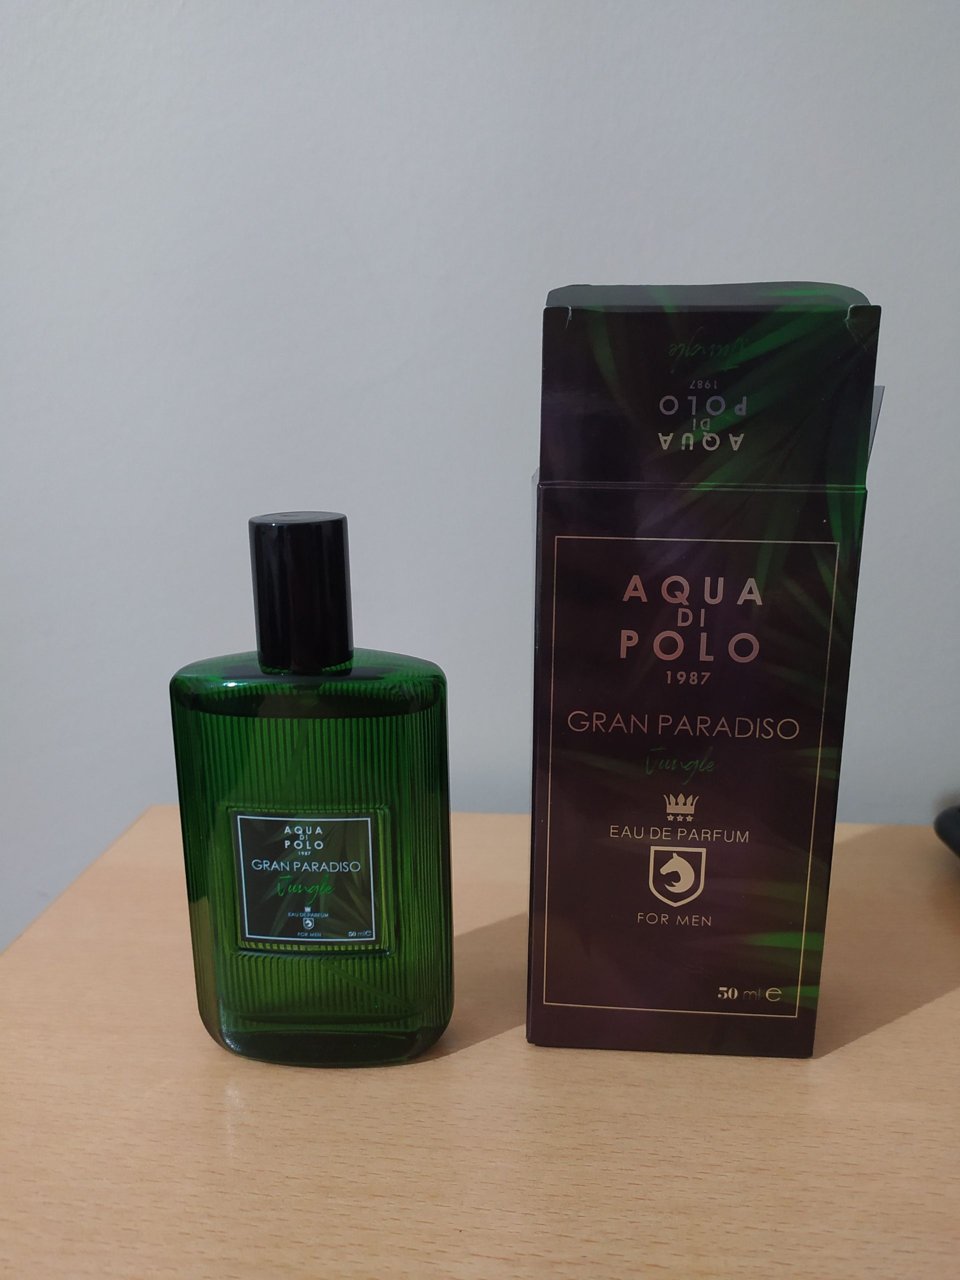 AQUA
DI
POLO
1987
GRAN PARADISO
Jungle
EAU DE PARFUM
FOR MEN
50 ml e
Jungle
1987
POLO
DI
AQUA
AQUA
DI
POLO
1987
GRAN PARADISO
Jungle
EAU DE PARFUM
FOR MEN
50 ml e